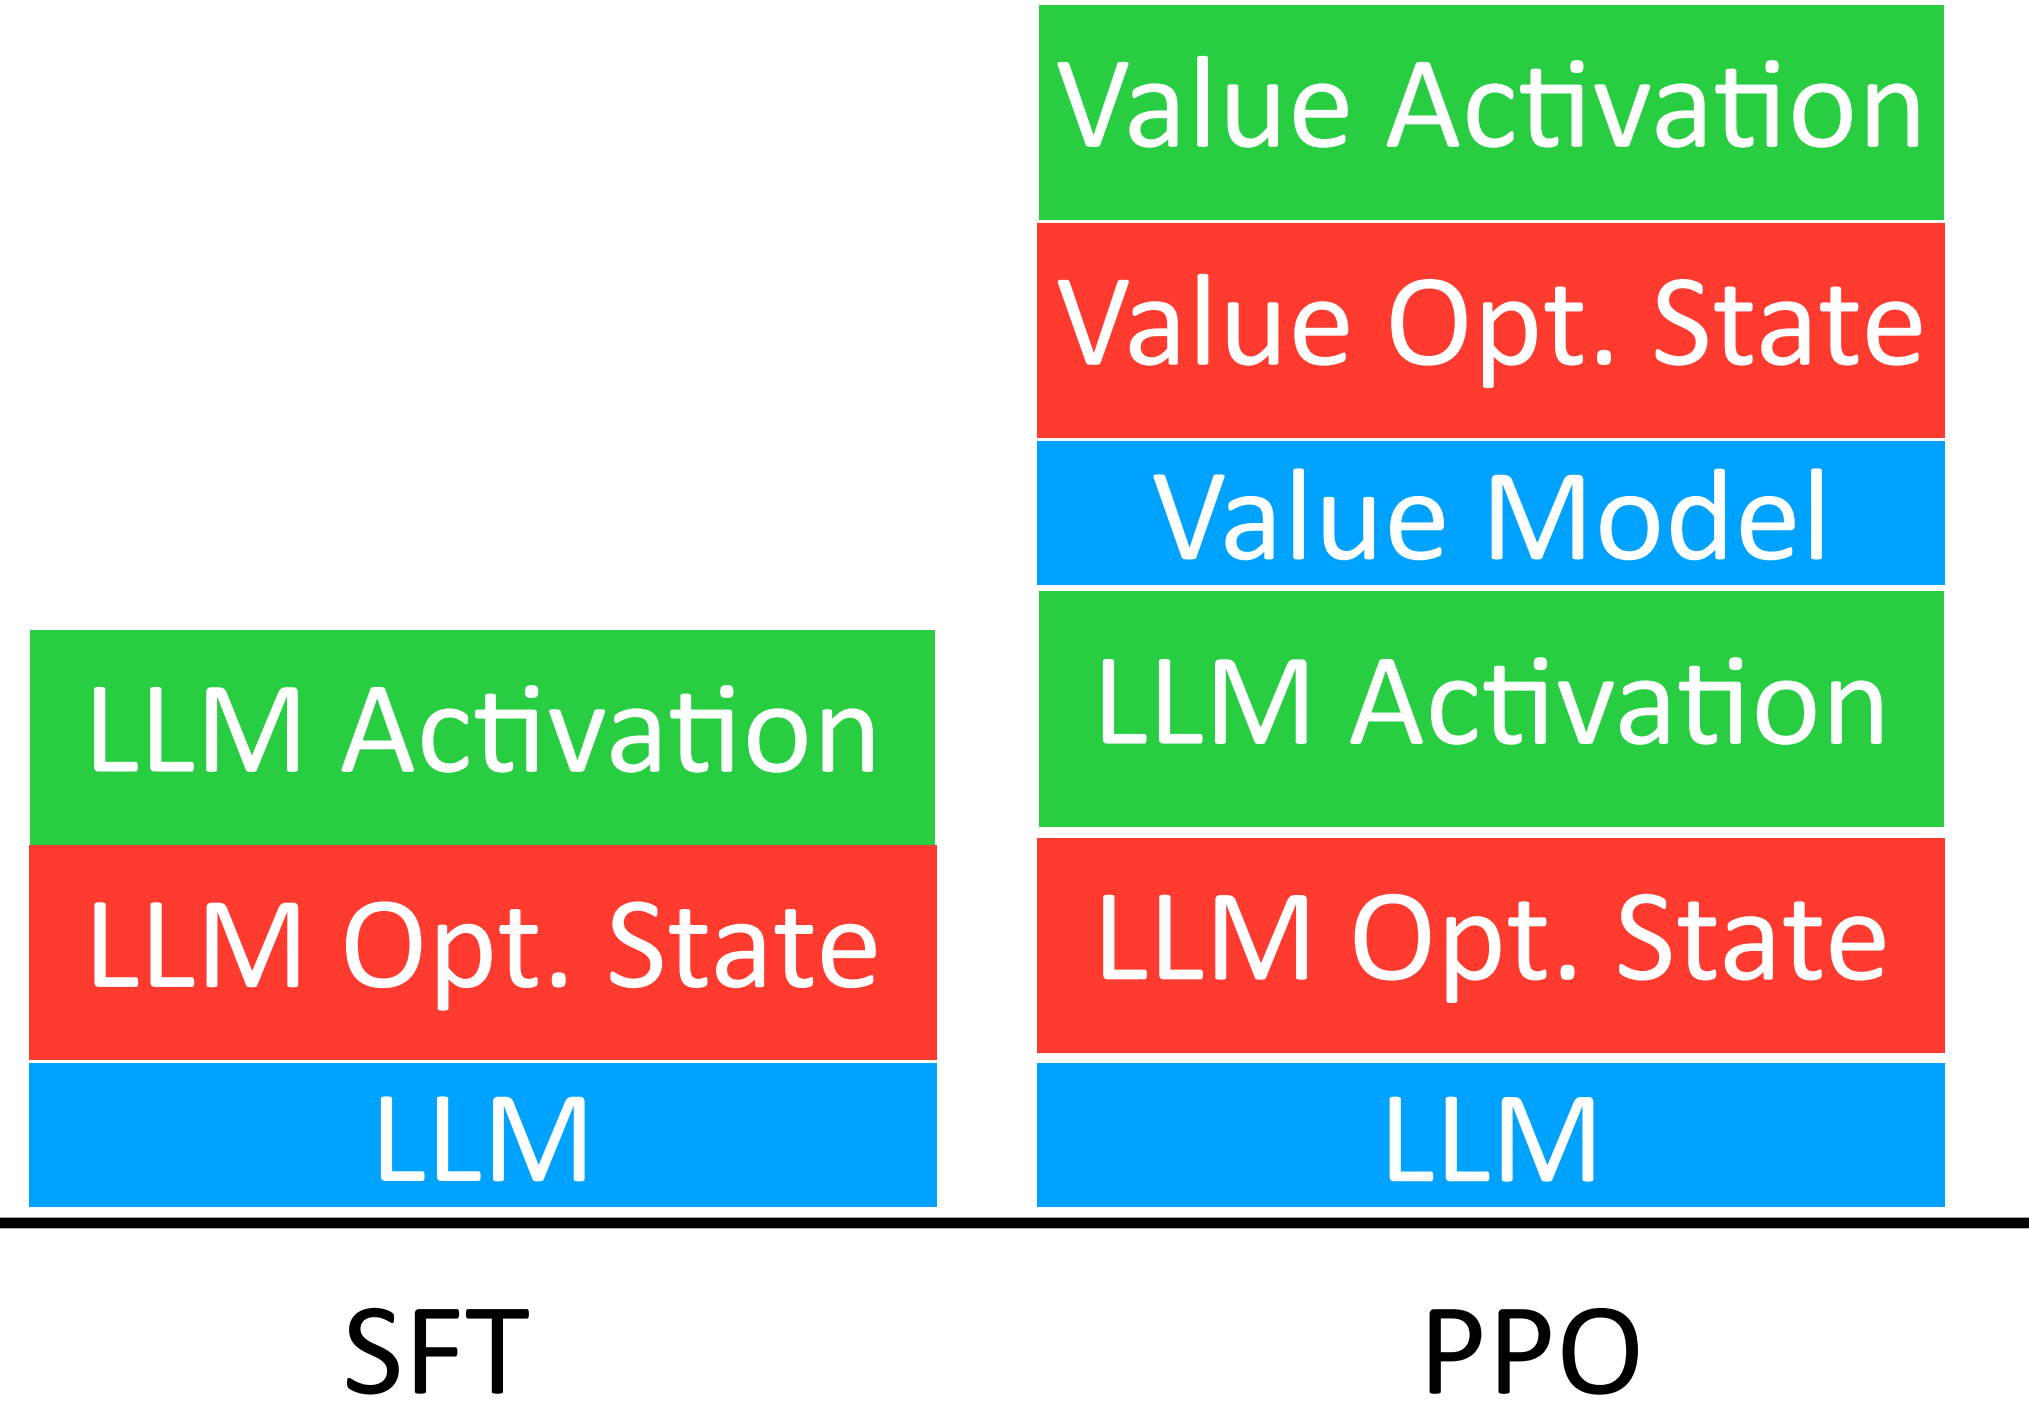 Value Activation
Value Opt. State
Value Model
LLM Activation
LLM Activation
LLM Opt. State
LLM Opt. State
LLM
LLM
SFT
PPO